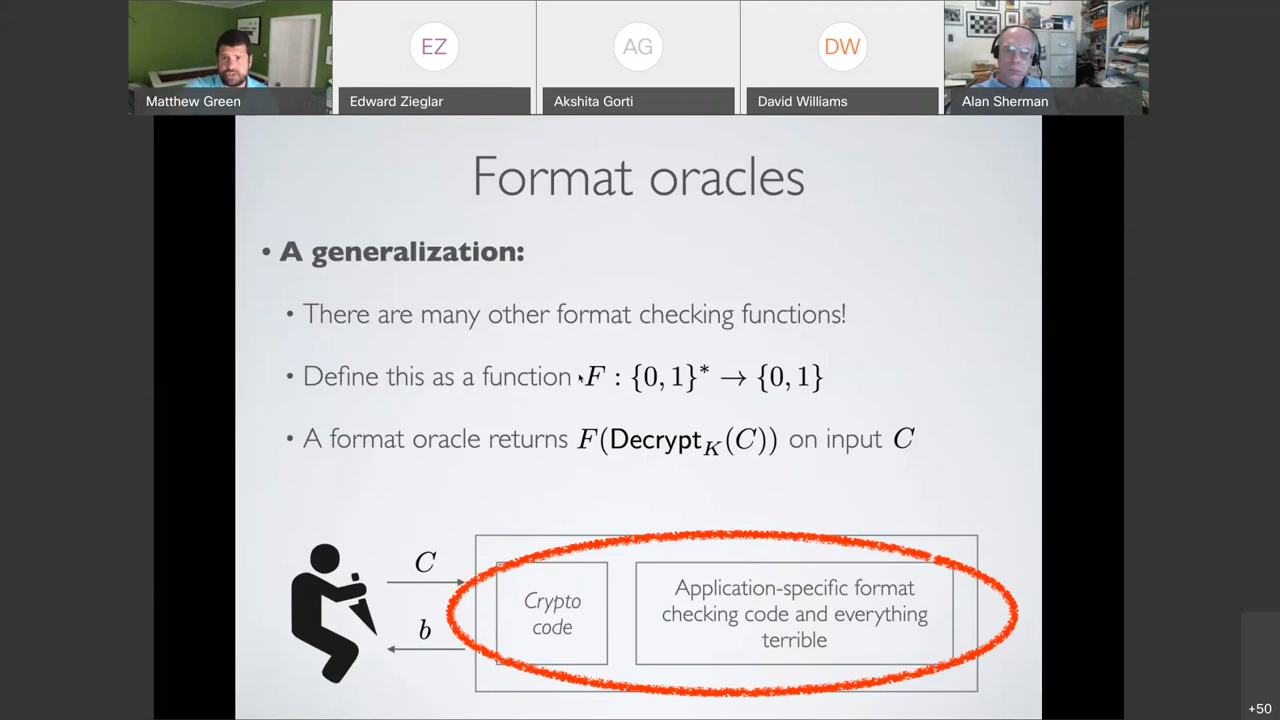 EZ
AG
DW
Matthew Green
Edward Zieglar
Akshita Gorti
David Williams
Alan Sherman
Format oracles
• A generalization:
• There are many other format checking functions!
• Define this as a function F : {0, 1}* → {0, 1}
• A format oracle returns F(Decrypt_K(C)) on input C
C
b
Crypto
code
Application-specific format
checking code and everything
terrible
+50